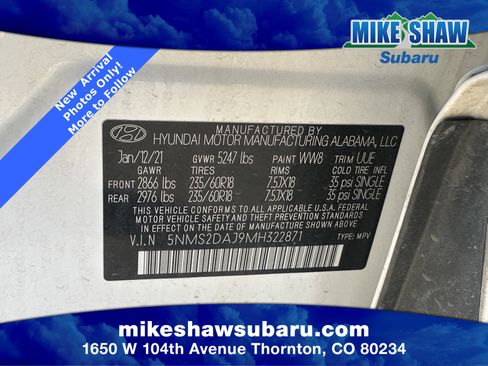 MIKE SHAW
Subaru
New Arrival
Photos Only!
More to Come!
MANUFACTURED BY
HYUNDAI MOTOR MANUFACTURING ALABAMA, LLC
Jan/12/21 GVWR 5247 lbs PAINT WW8 TRIM UUE
GAWR TIRES RIMS COLD TIRE INFL
FRONT 2866 lbs 235/60R18 7.5JX18 35 psi SINGLE
REAR 2976 lbs 235/60R18 7.5JX18 35 psi SINGLE
THIS VEHICLE CONFORMS TO ALL APPLICABLE U.S.A. FEDERAL
MOTOR VEHICLE SAFETY, BUMPER, AND THEFT PREVENTION STANDARDS IN
EFFECT ON THE DATE OF MANUFACTURE SHOWN ABOVE.
V.I.N 5NMS2DAJ9MH322871 TYPE: MPV
mikeshawsubaru.com
1650 W 104th Avenue Thornton, CO 80234